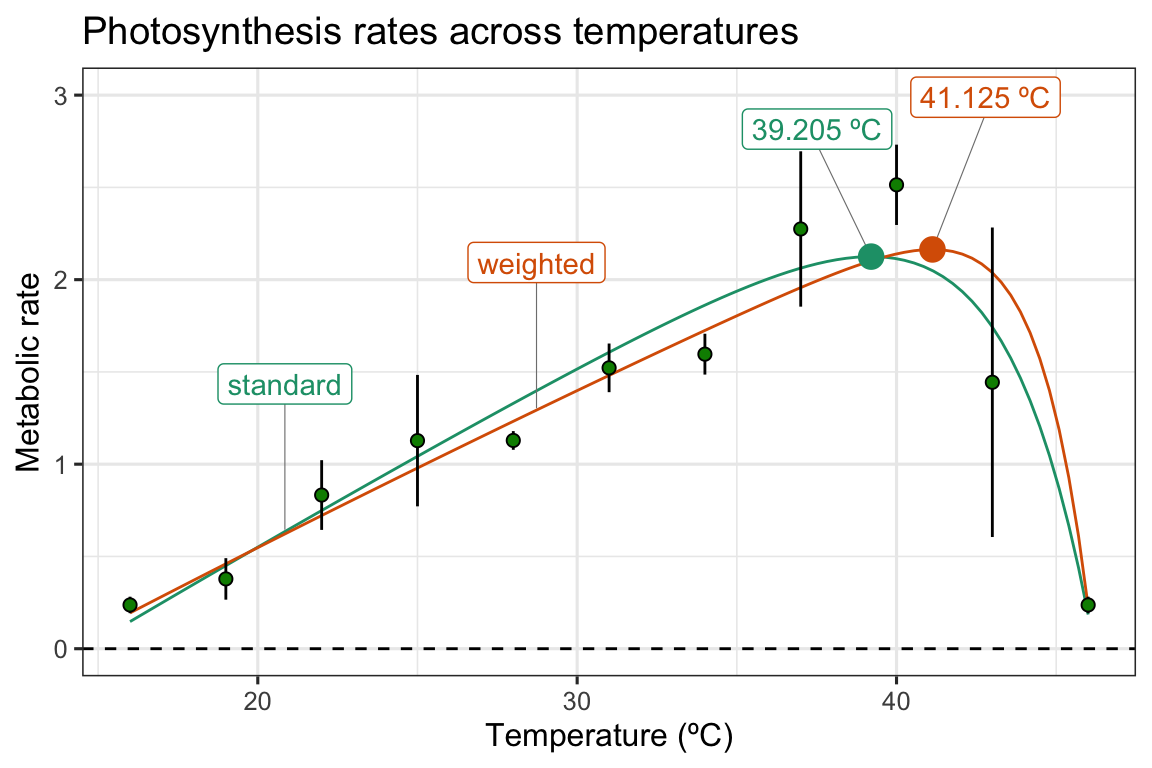 Photosynthesis rates across temperatures
3
41.125 ºC
39.205 ºC
weighted
2
standard
Metabolic rate
1
0
20
30
40
Temperature (ºC)